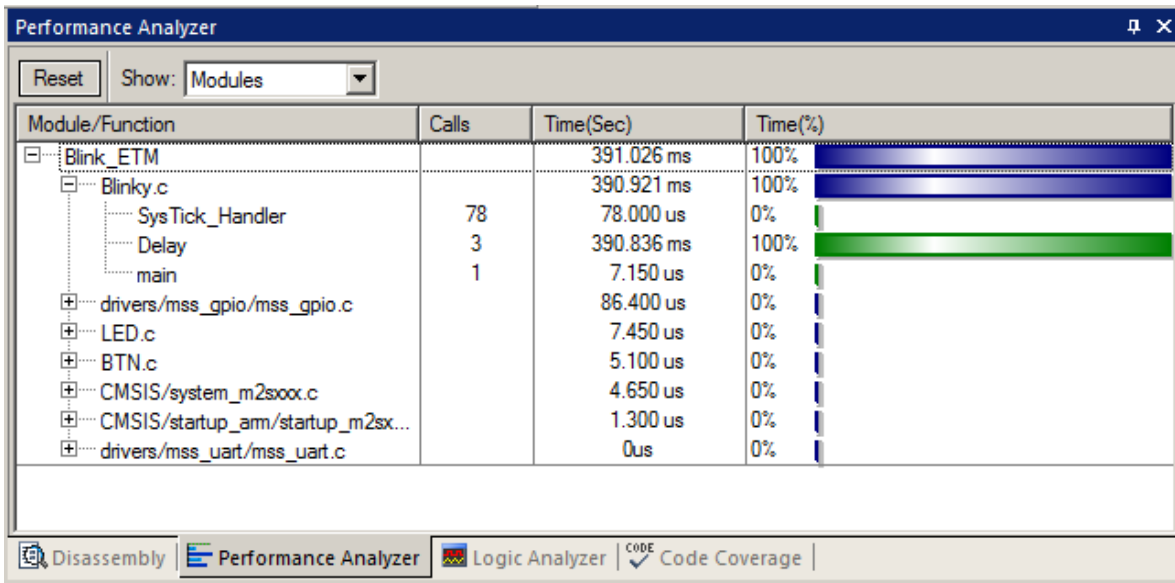 Performance Analyzer
Reset Show: Modules
Module/Function Calls Time(Sec) Time(%)
Blink_ETM 391.026 ms 100%
Blinky.c 390.921 ms 100%
SysTick_Handler 78 78.000 us 0%
Delay 3 390.836 ms 100%
main 1 7.150 us 0%
drivers/mss_gpio/mss_gpio.c 86.400 us 0%
LED.c 7.450 us 0%
BTN.c 5.100 us 0%
CMSIS/system_m2sxxx.c 4.650 us 0%
CMSIS/startup_arm/startup_m2sx... 1.300 us 0%
drivers/mss_uart/mss_uart.c 0us 0%
Disassembly Performance Analyzer Logic Analyzer CODE Code Coverage